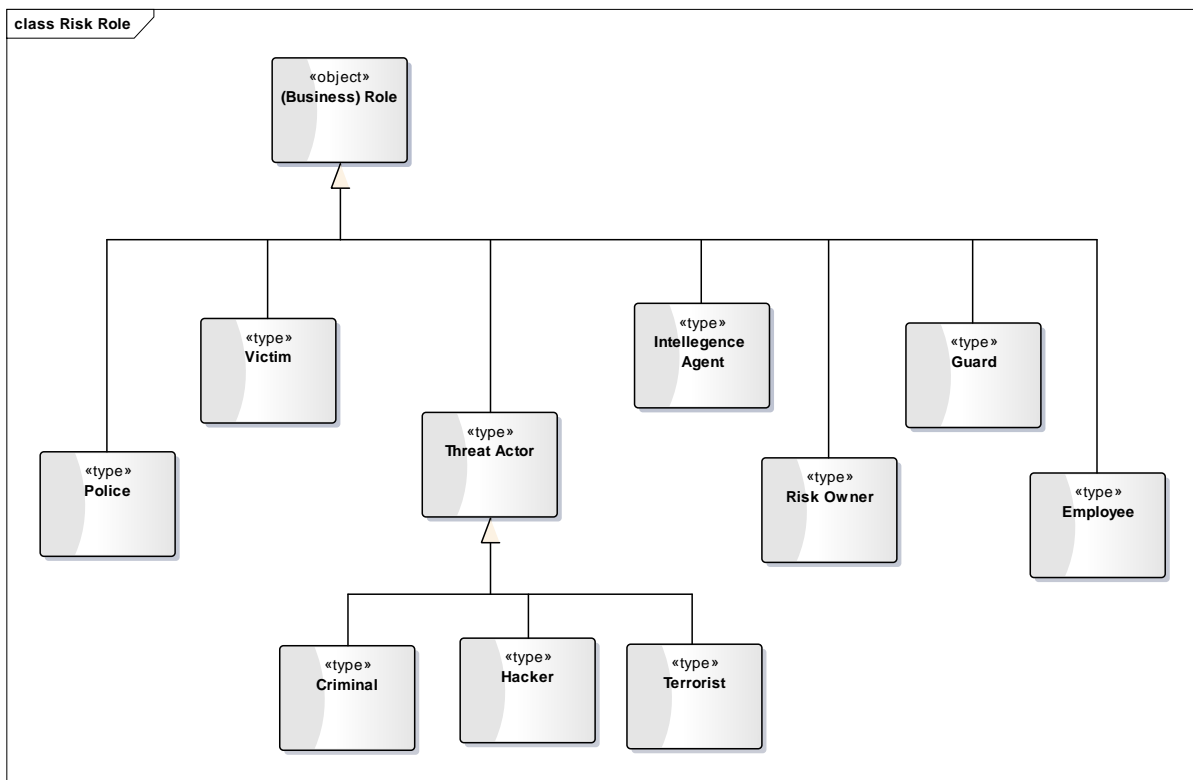 class Risk Role
«object»
(Business) Role
«type»
Victim
«type»
Intellegence
Agent
«type»
Guard
«type»
Threat Actor
«type»
Police
«type»
Risk Owner
«type»
Employee
«type»
Criminal
«type»
Hacker
«type»
Terrorist